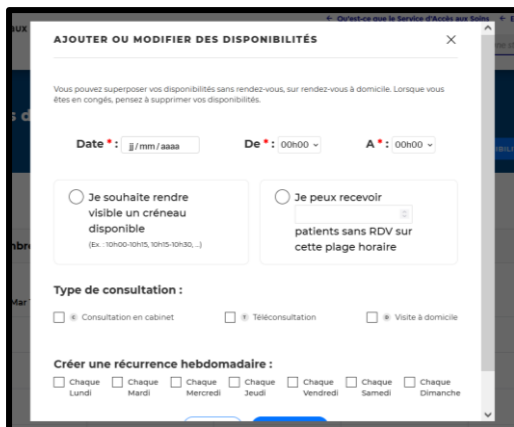 ← Qu'est-ce que le Service d'Accès aux Soins
AJOUTER OU MODIFIER DES DISPONIBILITÉS
Vous pouvez superposer vos disponibilités sans rendez-vous, sur rendez-vous, à domicile. Lorsque vous
êtes en congés, pensez à supprimer vos disponibilités.
Date * : jj/mm/aaaa De * : 00h00 A * : 00h00
Je souhaite rendre
visible un créneau
disponible
(Ex. : 10h00-10h15, 10h15-10h30, ...)
Je peux recevoir
patients sans RDV sur
cette plage horaire
Type de consultation :
C Consultation en cabinet T Téléconsultation D Visite à domicile
Créer une récurrence hebdomadaire :
Chaque Lundi
Chaque Mardi
Chaque Mercredi
Chaque Jeudi
Chaque Vendredi
Chaque Samedi
Chaque Dimanche